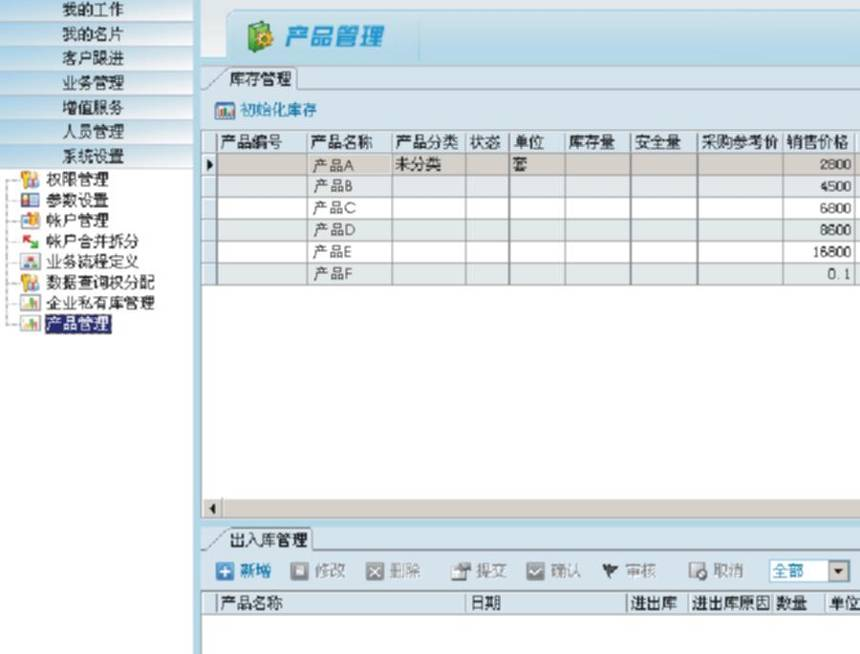 我的工作
我的名片
客户跟进
业务管理
增值服务
人员管理
系统设置
权限管理
参数设置
帐户管理
帐户合并拆分
业务流程定义
数据查询权分配
企业私有库管理
产品管理
产品管理
库存管理
初始化库存
产品编号 产品名称 产品分类 状态 单位 库存量 安全量 采购参考价 销售价格
产品A 未分类 套 2800
产品B 4500
产品C 6800
产品D 8600
产品E 16800
产品F 0.1
出入库管理
新增 修改 删除 提交 确认 审核 取消 全部
产品名称 日期 进出库 进出库原因 数量 单位